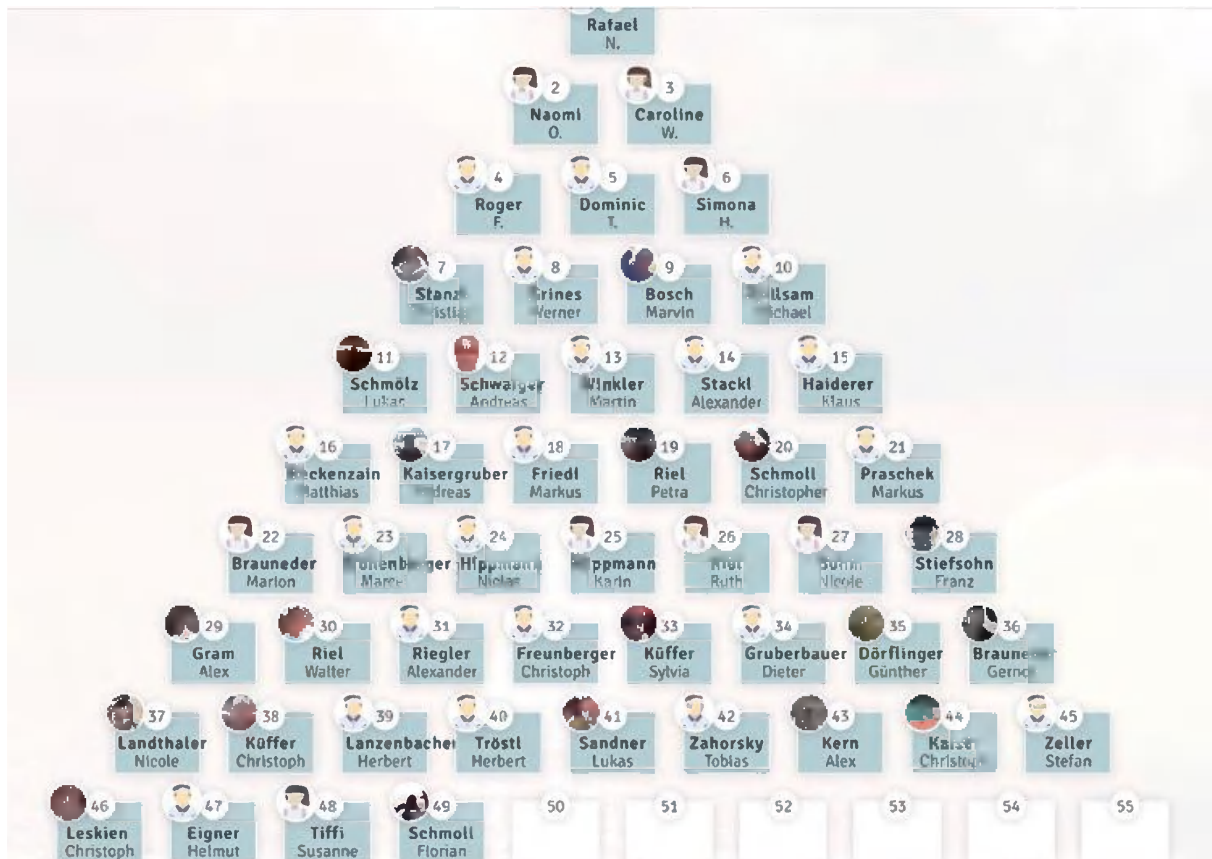 Rafael
N.
2 3
Naomi Caroline
O. W.
4 5 6
Roger Dominic Simona
F. T. H.
7 8 9 10
Bosch
Marvin
11 12 13 14 15
Schmölz Schwaiger Winkler Stackl Haiderer
Lukas Andreas Martin Alexander Klaus
16 17 18 19 20 21
Kaisergruber Friedl Riel Schmoll Praschek
Matthias Andreas Markus Petra Christopher Markus
22 23 24 25 26 27 28
Brauneder Hippmann Stiefsohn
Marion Niclas Karin Ruth Nicole Franz
29 30 31 32 33 34 35 36
Gram Riel Riegler Freunberger Küffer Gruberbauer Dörflinger
Alex Walter Alexander Christoph Sylvia Dieter Günther
37 38 39 40 41 42 43 44 45
Landthaler Küffer Lanzenbacher Tröstl Sandner Zahorsky Kern Zeller
Nicole Christoph Herbert Herbert Lukas Tobias Alex Christoph Stefan
46 47 48 49 50 51 52 53 54 55
Leskien Eigner Tiffi Schmoll
Christoph Helmut Susanne Florian